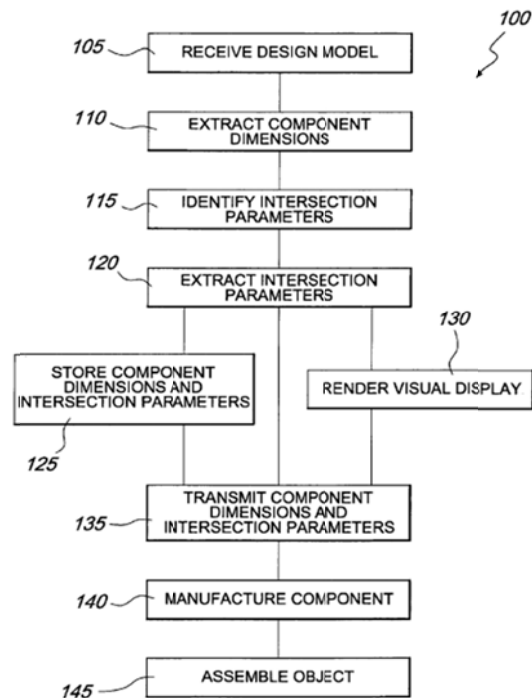 100
105
RECEIVE DESIGN MODEL
110
EXTRACT COMPONENT
DIMENSIONS
115
IDENTIFY INTERSECTION
PARAMETERS
120
EXTRACT INTERSECTION
PARAMETERS
STORE COMPONENT
DIMENSIONS AND
INTERSECTION PARAMETERS
125
130
RENDER VISUAL DISPLAY
TRANSMIT COMPONENT
DIMENSIONS AND
INTERSECTION PARAMETERS
135
140
MANUFACTURE COMPONENT
145
ASSEMBLE OBJECT